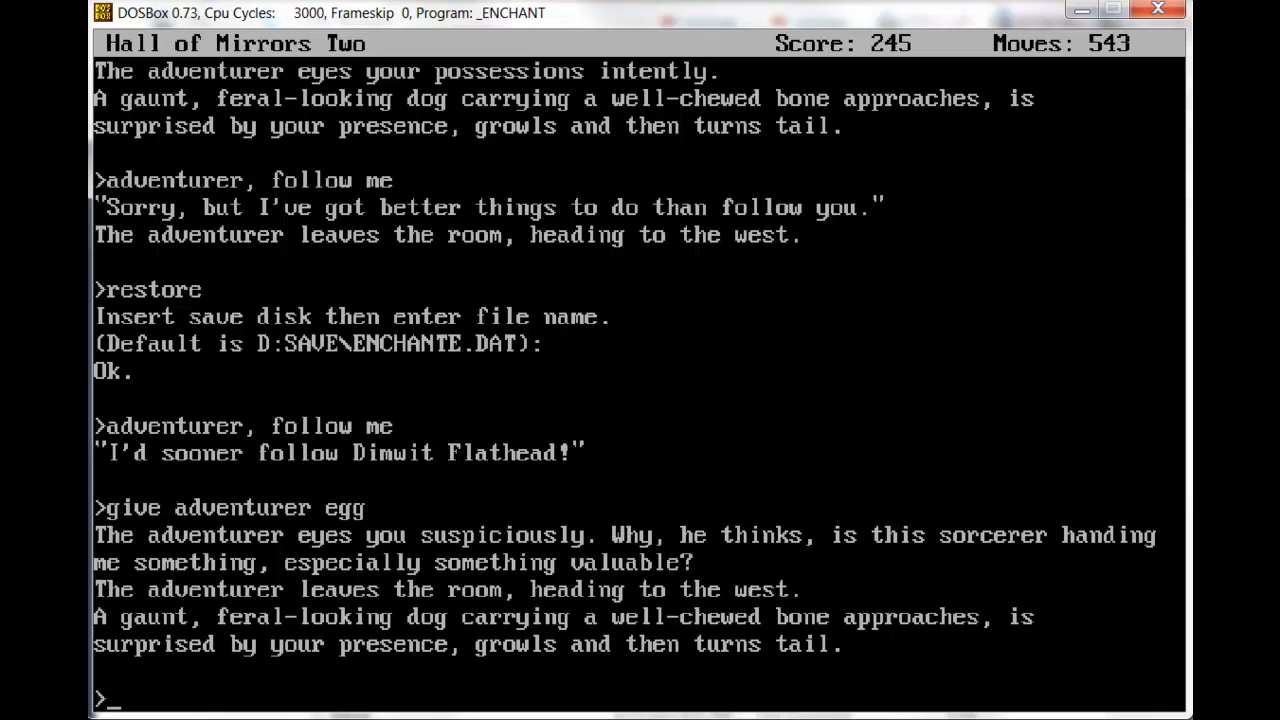 DOSBox 0.73, Cpu Cycles: 3000, Frameskip 0, Program: _ENCHANT
Hall of Mirrors Two Score: 245 Moves: 543
The adventurer eyes your possessions intently.
A gaunt, feral-looking dog carrying a well-chewed bone approaches, is
surprised by your presence, growls and then turns tail.
>adventurer, follow me
"Sorry, but I've got better things to do than follow you."
The adventurer leaves the room, heading to the west.
>restore
Insert save disk then enter file name.
(Default is D:SAVE\ENCHANTE.DAT):
Ok.
>adventurer, follow me
"I'd sooner follow Dimwit Flathead!"
>give adventurer egg
The adventurer eyes you suspiciously. Why, he thinks, is this sorcerer handing
me something, especially something valuable?
The adventurer leaves the room, heading to the west.
A gaunt, feral-looking dog carrying a well-chewed bone approaches, is
surprised by your presence, growls and then turns tail.
>_